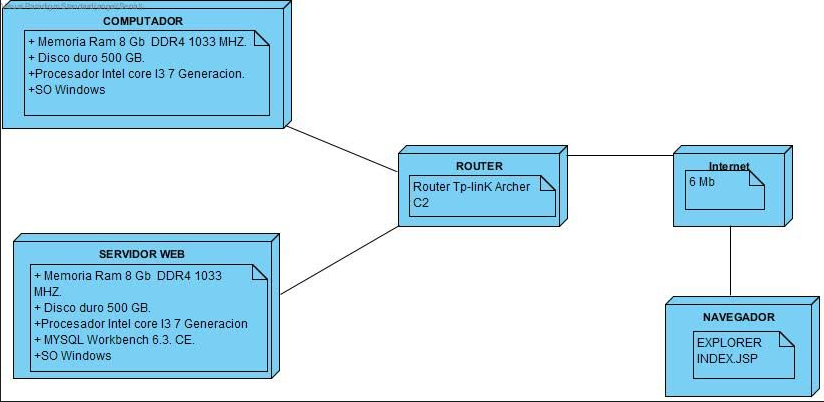 COMPUTADOR
+ Memoria Ram 8 Gb DDR4 1033 MHZ.
+ Disco duro 500 GB.
+Procesador Intel core I3 7 Generacion.
+SO Windows
ROUTER
Router Tp-linK Archer
C2
Internet
6 Mb
SERVIDOR WEB
+ Memoria Ram 8 Gb DDR4 1033
MHZ.
+ Disco duro 500 GB.
+Procesador Intel core I3 7 Generacion
+ MYSQL Workbench 6.3. CE.
+SO Windows
NAVEGADOR
EXPLORER
INDEX.JSP